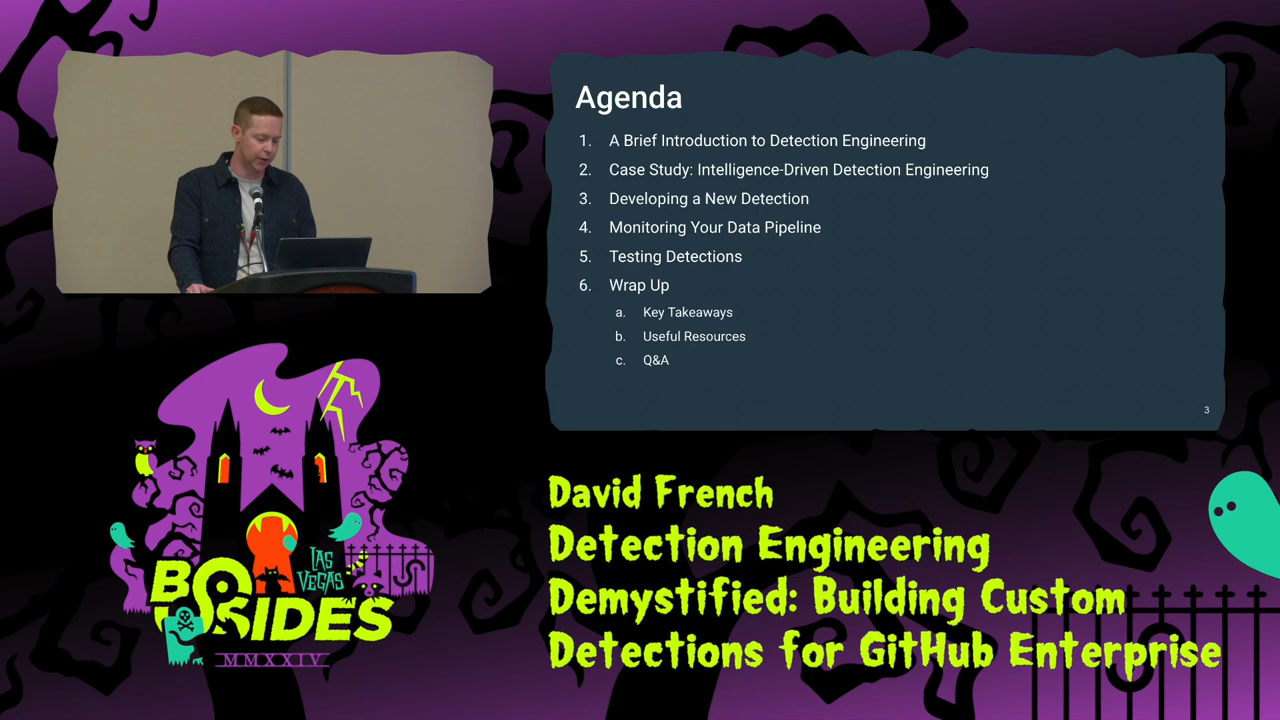 Agenda
1. A Brief Introduction to Detection Engineering
2. Case Study: Intelligence-Driven Detection Engineering
3. Developing a New Detection
4. Monitoring Your Data Pipeline
5. Testing Detections
6. Wrap Up
a. Key Takeaways
b. Useful Resources
c. Q&A
3
LAS
VEGAS
BSIDES
MMXXIV
David French
Detection Engineering
Demystified: Building Custom
Detections for GitHub Enterprise